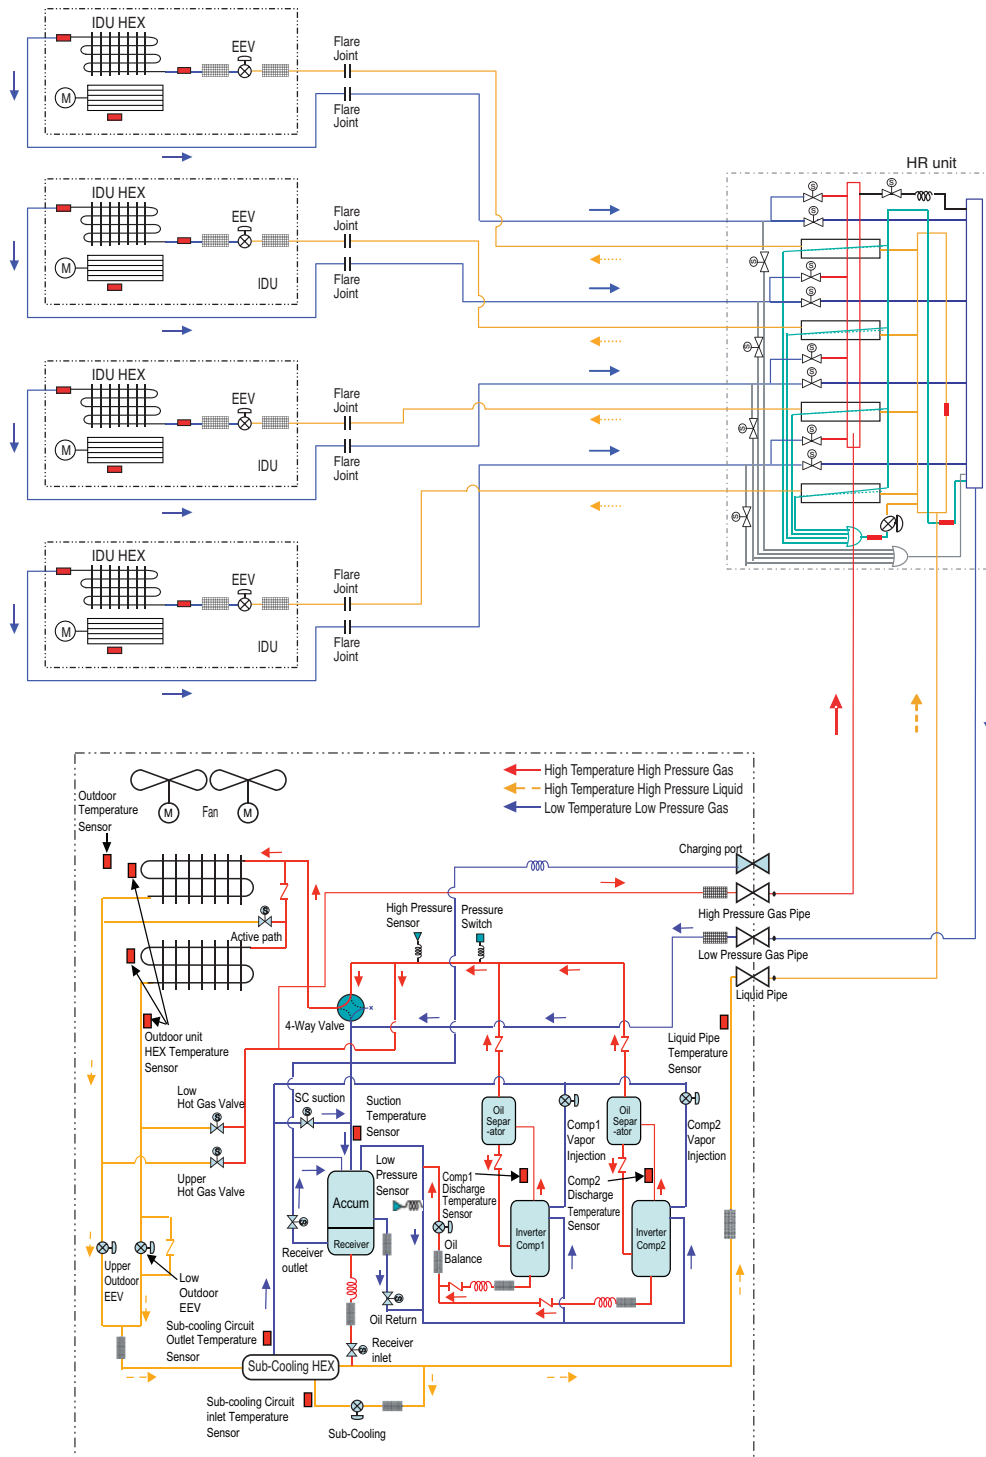 IDU HEX
EEV
Flare
Joint
M
Flare
Joint
HR unit
IDU HEX
EEV
Flare
Joint
M
IDU
Flare
Joint
IDU HEX
EEV
Flare
Joint
M
IDU
Flare
Joint
IDU HEX
EEV
Flare
Joint
M
IDU
Flare
Joint
S
S
S
S
S
S
S
S
S
S
S
S
S
High Temperature High Pressure Gas
High Temperature High Pressure Liquid
Low Temperature Low Pressure Gas
Outdoor
Temperature
Sensor
M
Fan
M
Charging port
High Pressure
Sensor
Pressure
Switch
High Pressure Gas Pipe
S
Active path
Low Pressure Gas Pipe
Liquid Pipe
4-Way Valve
Outdoor unit
HEX Temperature
Sensor
Liquid Pipe
Temperature
Sensor
Low
Hot Gas Valve
S
SC suction
S
Suction
Temperature
Sensor
Oil
Separ
-ator
Comp1
Vapor
Injection
Oil
Separ
-ator
Comp2
Vapor
Injection
Upper
Hot Gas Valve
S
Low
Pressure
Sensor
Comp1
Discharge
Temperature
Sensor
Comp2
Discharge
Temperature
Sensor
Accum
Receiver
S
Receiver
outlet
Oil
Balance
Inverter
Comp1
Inverter
Comp2
Upper
Outdoor
EEV
Low
Outdoor
EEV
S
Oil Return
Sub-cooling Circuit
Outlet Temperature
Sensor
Receiver
inlet
S
Sub-Cooling HEX
Sub-cooling Circuit
inlet Temperature
Sensor
Sub-Cooling